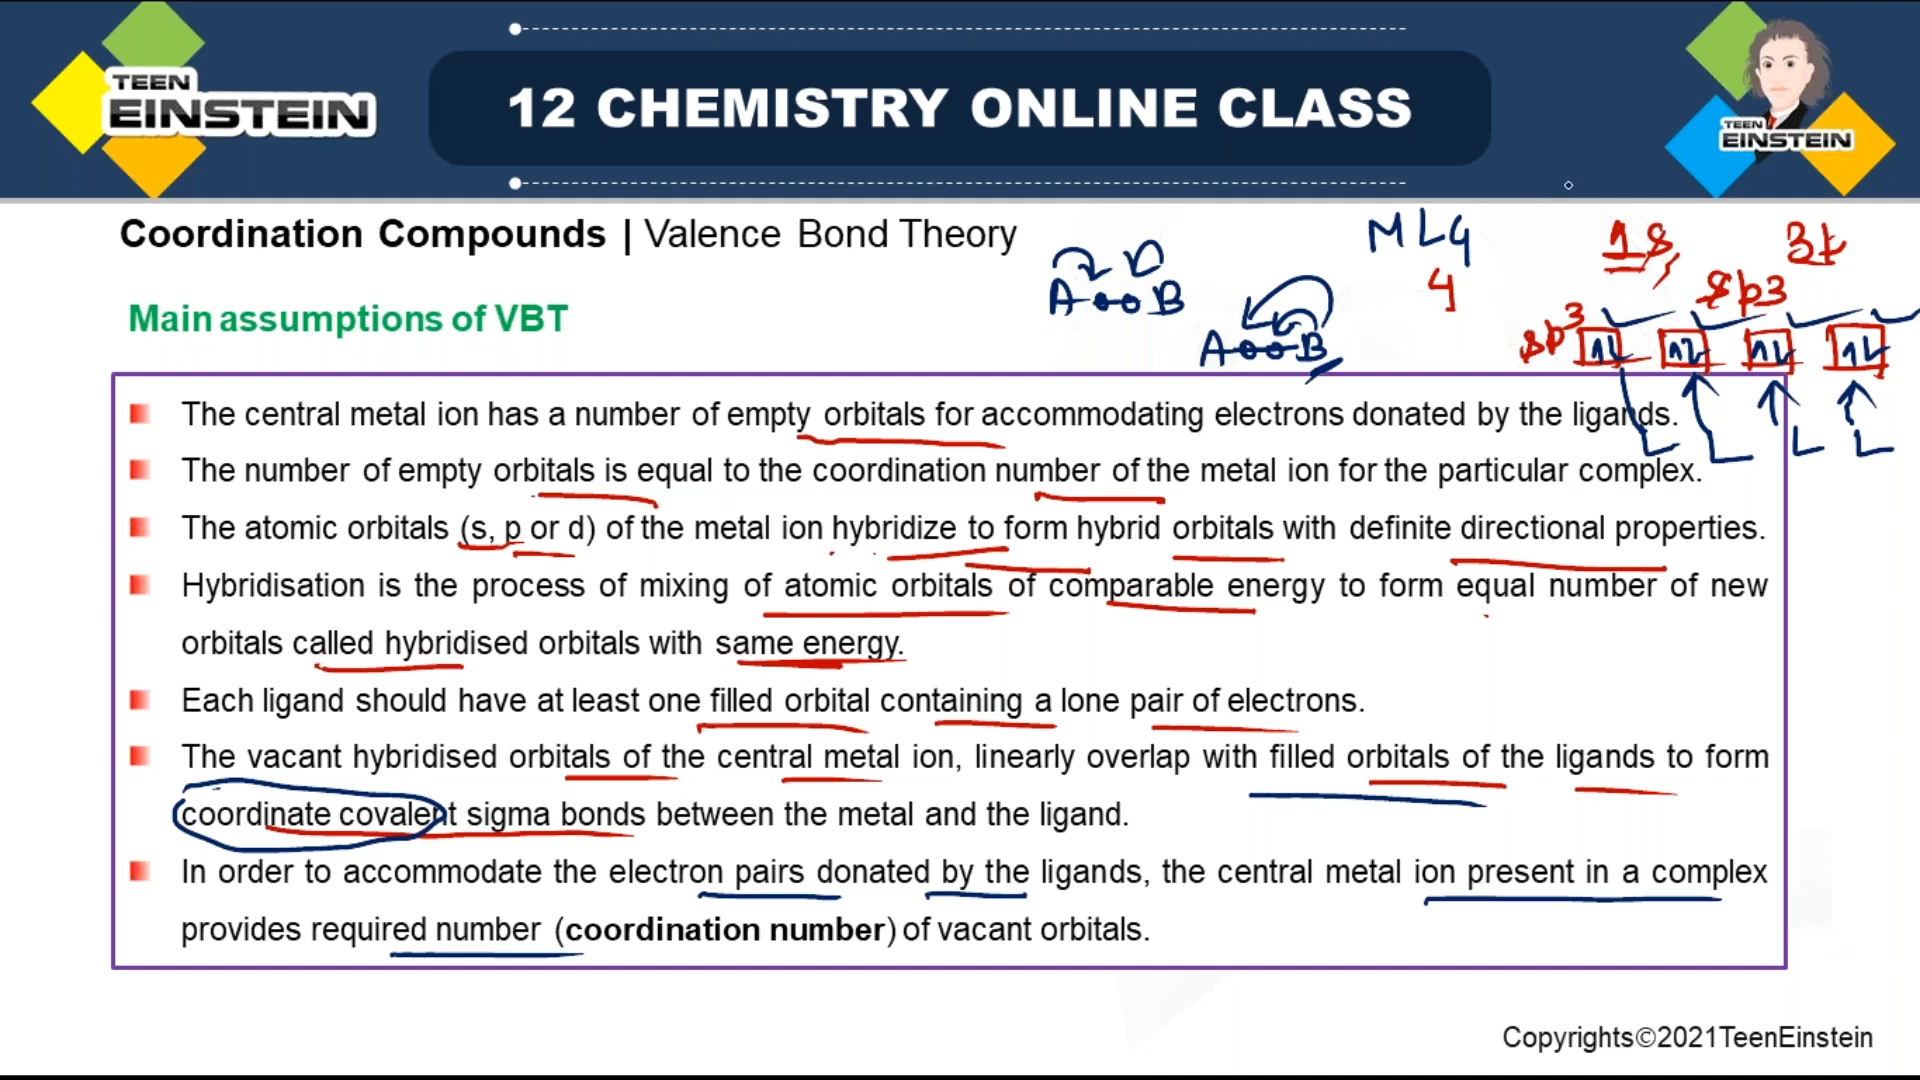 TEEN
EINSTEIN
12 CHEMISTRY ONLINE CLASS
TEEN
EINSTEIN
Coordination Compounds | Valence Bond Theory
ML4
4
1s
sp3
A B
A B
Main assumptions of VBT
sp3
The central metal ion has a number of empty orbitals for accommodating electrons donated by the ligands.
L L L L
The number of empty orbitals is equal to the coordination number of the metal ion for the particular complex.
The atomic orbitals (s, p or d) of the metal ion hybridize to form hybrid orbitals with definite directional properties.
Hybridisation is the process of mixing of atomic orbitals of comparable energy to form equal number of new
orbitals called hybridised orbitals with same energy.
Each ligand should have at least one filled orbital containing a lone pair of electrons.
The vacant hybridised orbitals of the central metal ion, linearly overlap with filled orbitals of the ligands to form
coordinate covalent sigma bonds between the metal and the ligand.
In order to accommodate the electron pairs donated by the ligands, the central metal ion present in a complex
provides required number (coordination number) of vacant orbitals.
Copyrights©2021TeenEinstein